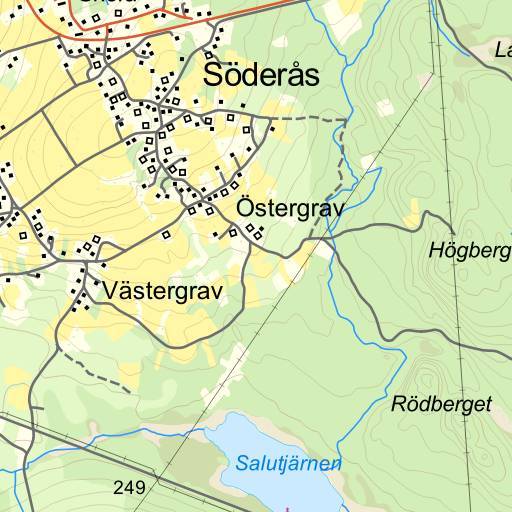 Söderås
Östergrav
Högberg
Västergrav
Rödberget
Salutjärnen
249